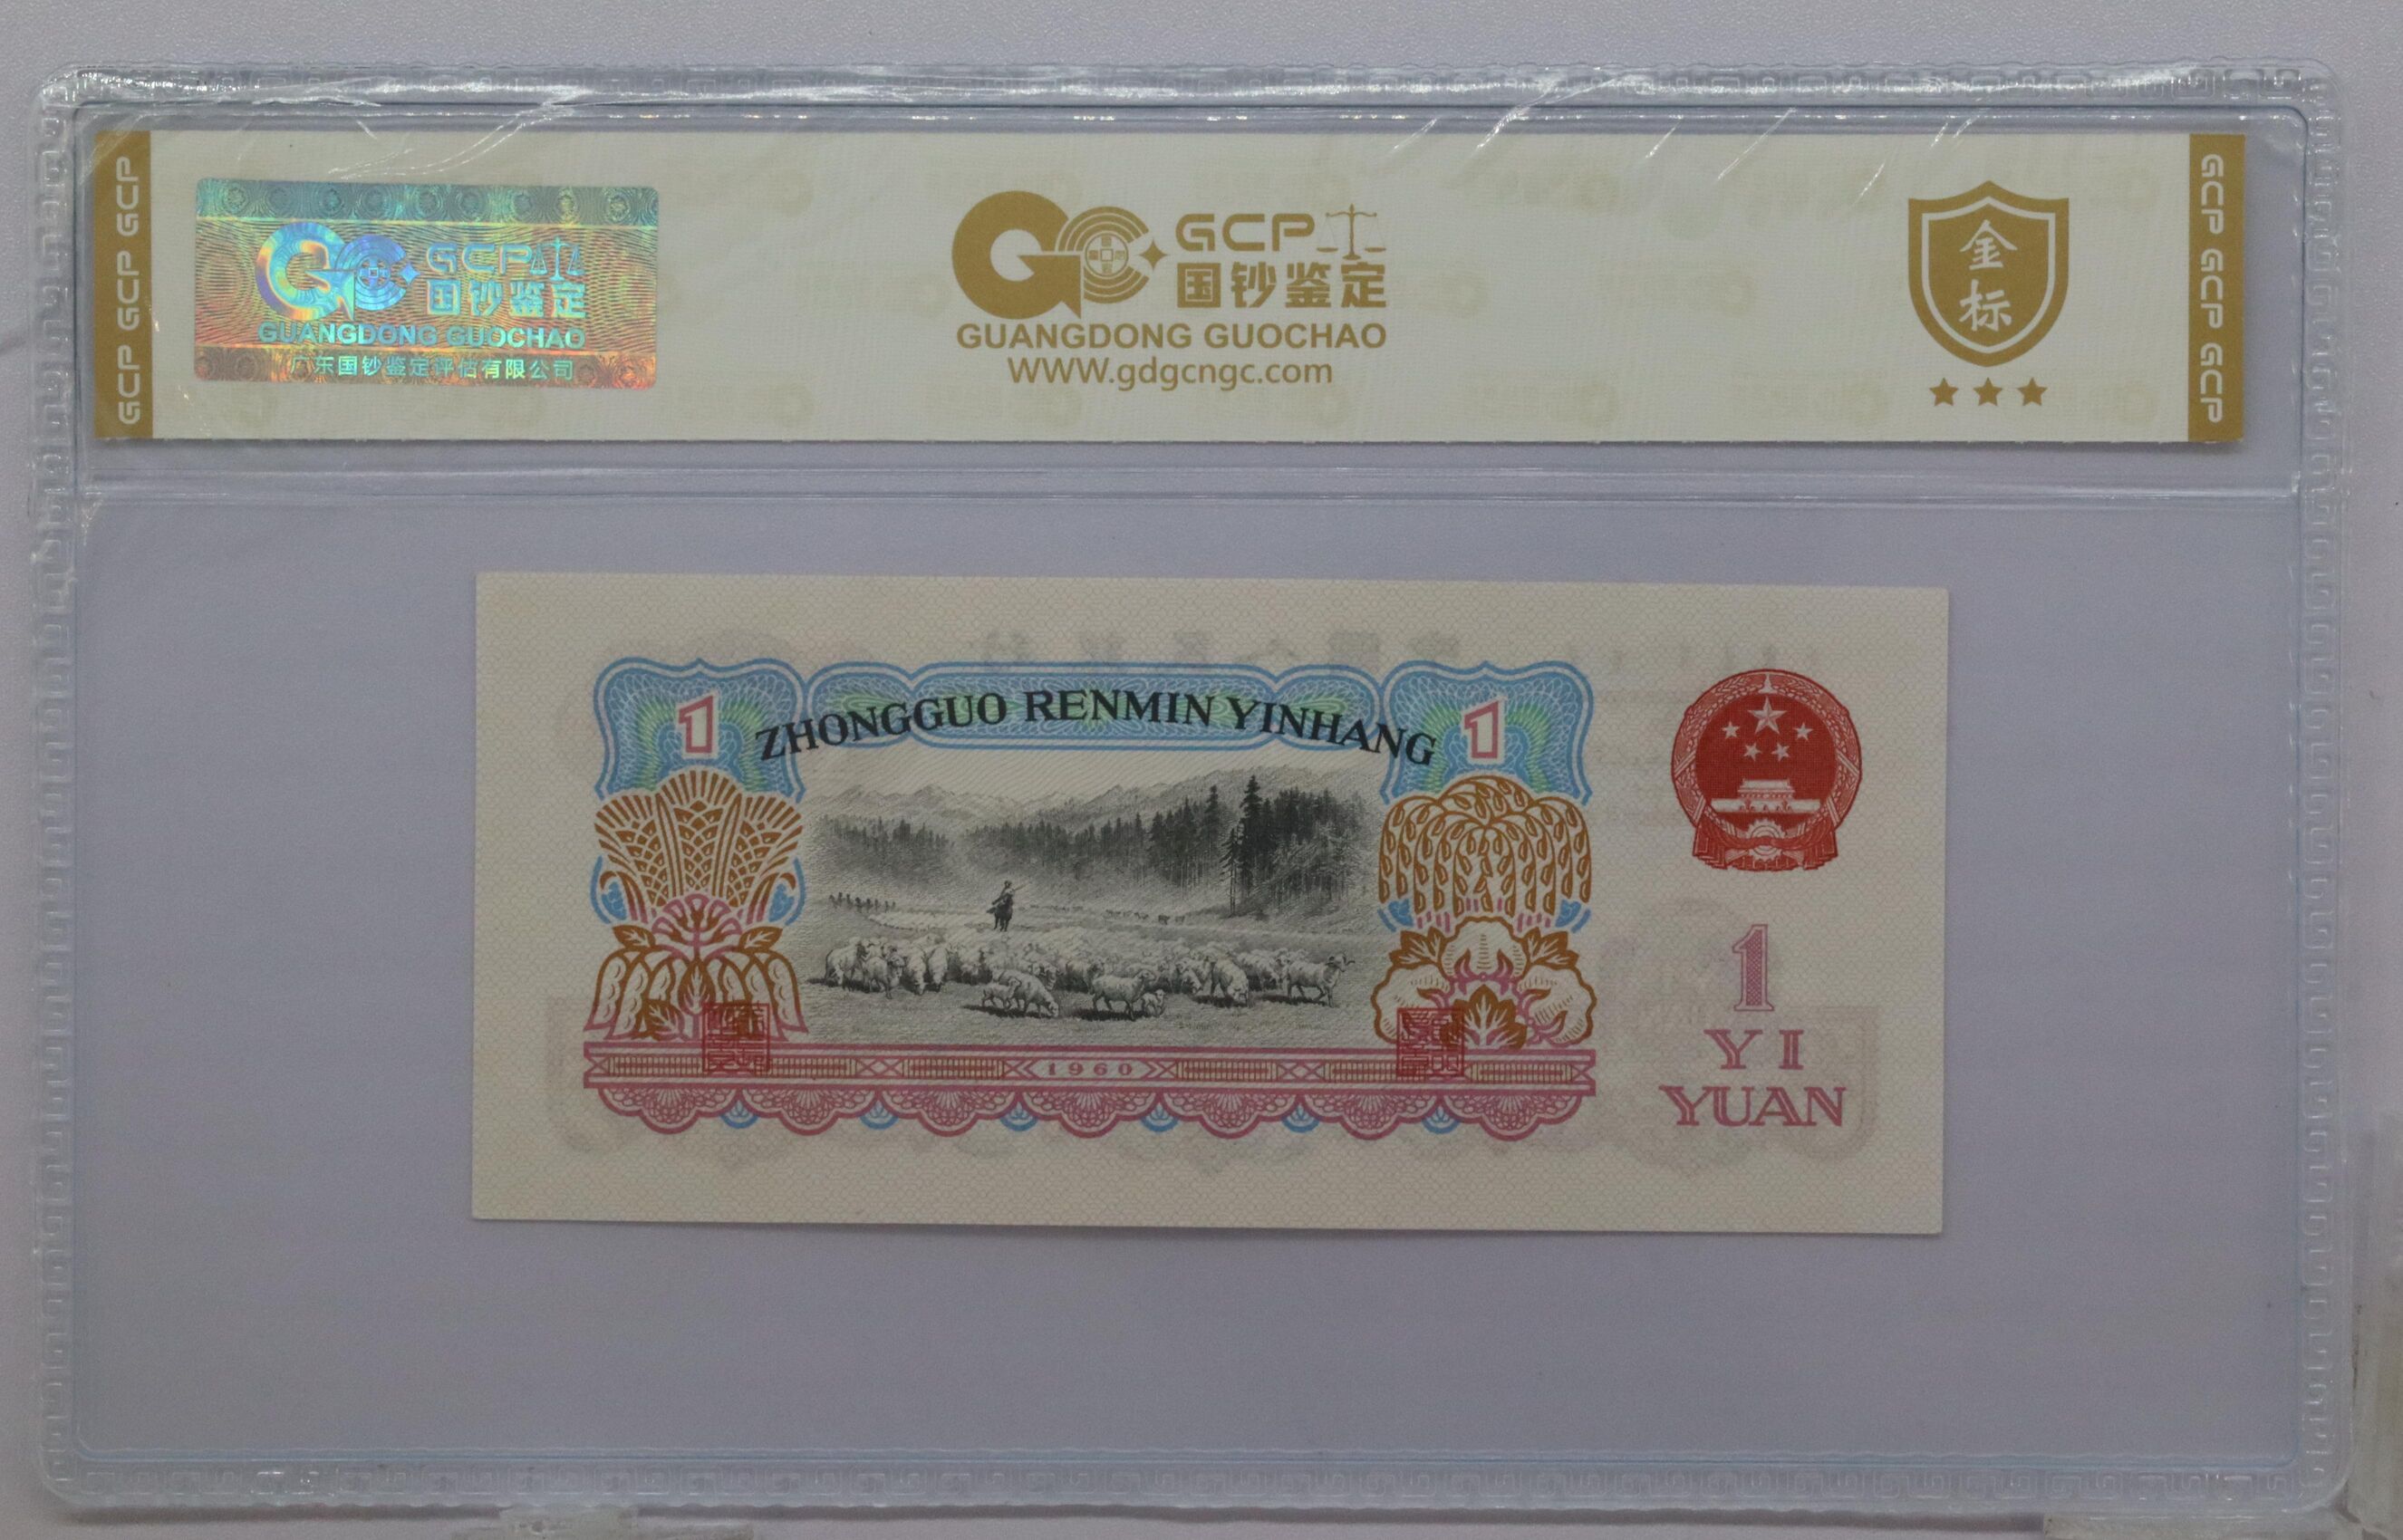 GCP GCP GCP
GCP
国钞鉴定
GUANGDONG GUOCHAO
广东国钞鉴定评估有限公司
GCP
国钞鉴定
GUANGDONG GUOCHAO
WWW.gdgcngc.com
金
标
GCP GCP GCP
1
ZHONGGUO RENMIN YINHANG
1
1960
1
YI
YUAN